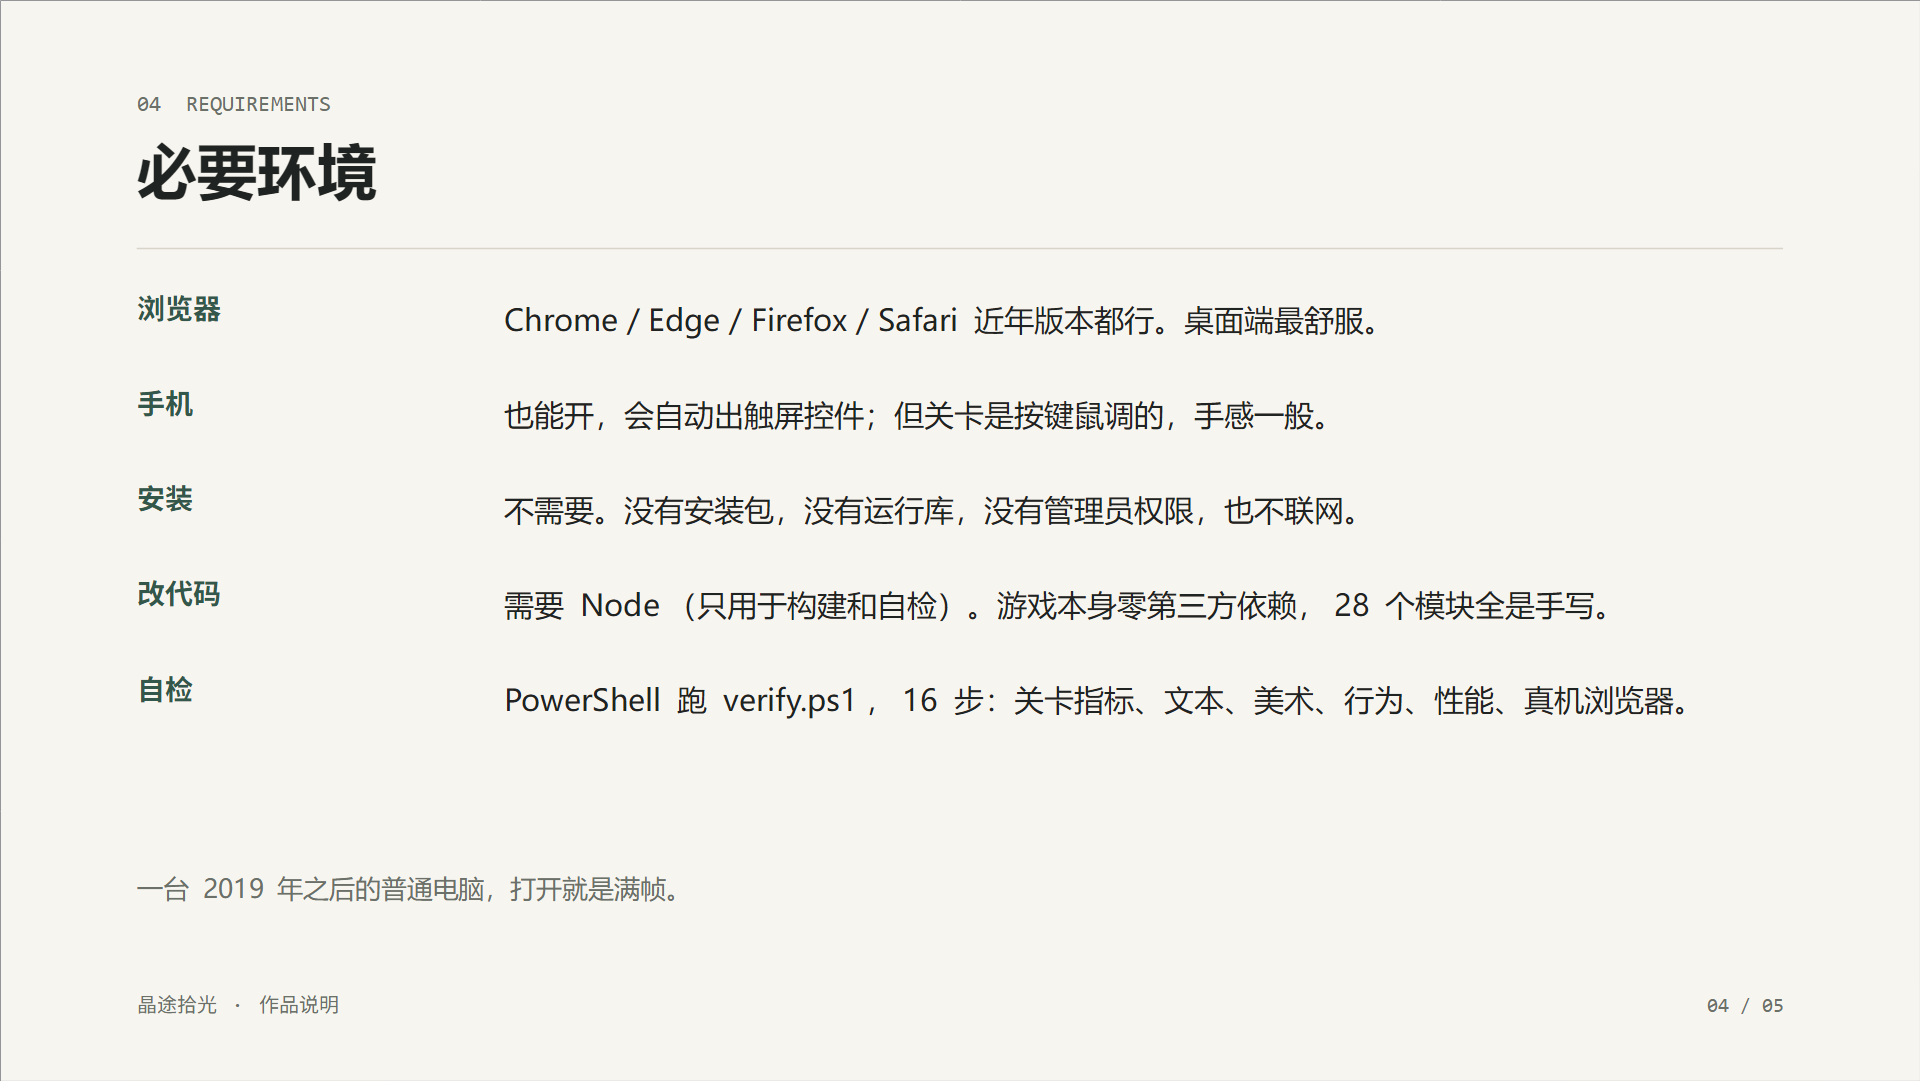 04 REQUIREMENTS
必要环境
浏览器
Chrome / Edge / Firefox / Safari 近年版本都行。桌面端最舒服。
手机
也能开，会自动出触屏控件；但关卡是按键鼠调的，手感一般。
安装
不需要。没有安装包，没有运行库，没有管理员权限，也不联网。
改代码
需要 Node （只用于构建和自检）。游戏本身零第三方依赖， 28 个模块全是手写。
自检
PowerShell 跑 verify.ps1 ， 16 步：关卡指标、文本、美术、行为、性能、真机浏览器。
一台 2019 年之后的普通电脑，打开就是满帧。
晶途拾光 · 作品说明
04 / 05